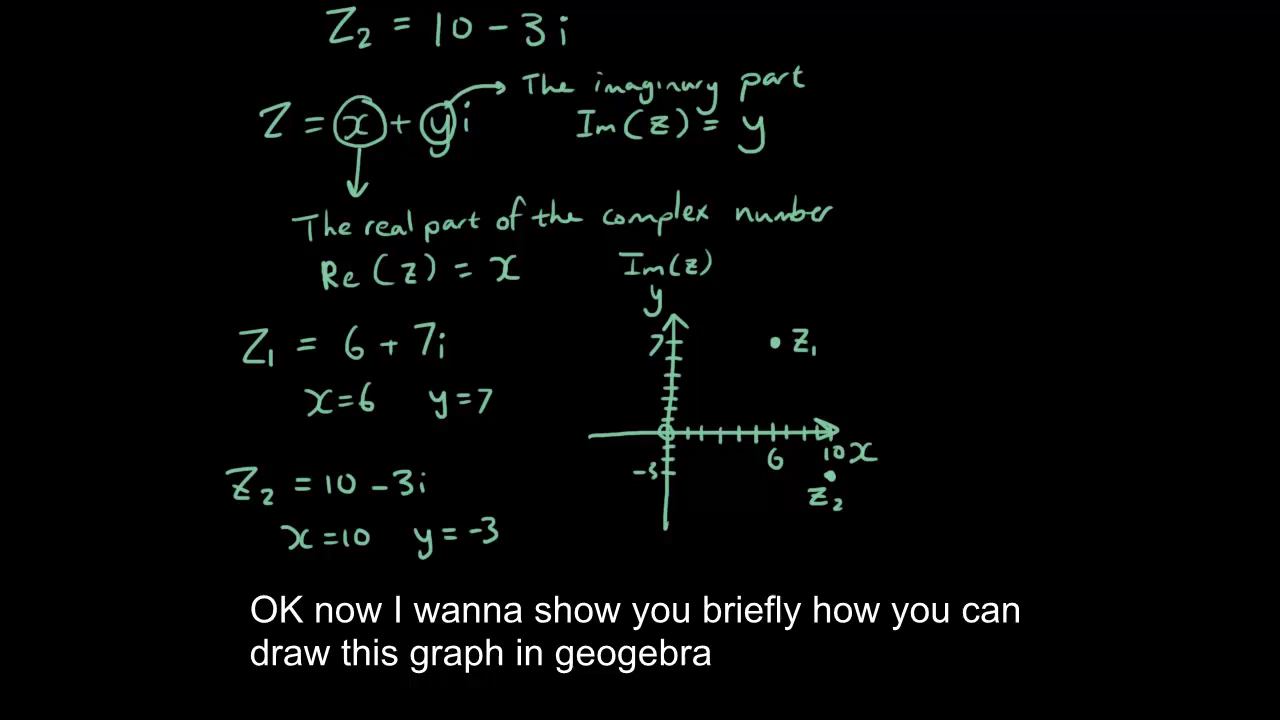 Z₂ = 10 - 3i
The imaginary part
Z = x + yi
Im(z) = y
The real part of the complex number
Re(z) = x
Im(z)
y
Z₁ = 6 + 7i
7
Z₁
x=6 y=7
6
10 x
-3
Z₂ = 10 - 3i
Z₂
x=10 y=-3
OK now I wanna show you briefly how you can
draw this graph in geogebra